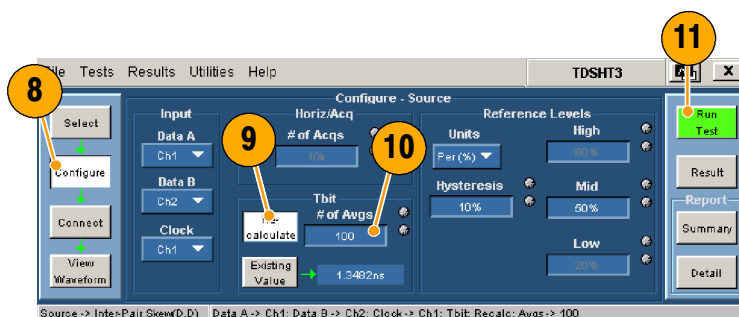 11
File Tests Results Utilities Help TDSHT3 X
8
Configure - Source
Select
Input
Horiz/Acq
Reference Levels
Run Test
Data A
# of Acqs
Units
High
Ch1
10k
Per(%)
80%
9
10
Configure
Data B
Ch2
Hysteresis
Mid
Result
Tbit
10%
50%
Report
calculate
# of Avgs
100
Connect
Clock
Ch1
Low
Summary
View Waveform
Existing Value
1.3482ns
20%
Detail
Source -> Inter-Pair Skew(D,D) Data A -> Ch1: Data B -> Ch2: Clock -> Ch1: Tbit: Recalc: Avgs -> 100